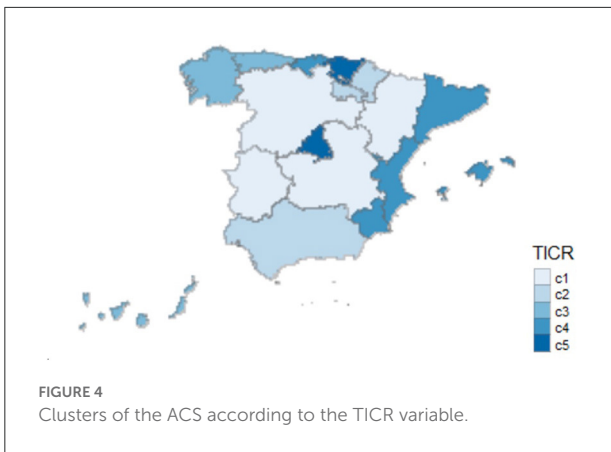 TICR
c1
c2
c3
c4
c5
FIGURE 4
Clusters of the ACS according to the TICR variable.